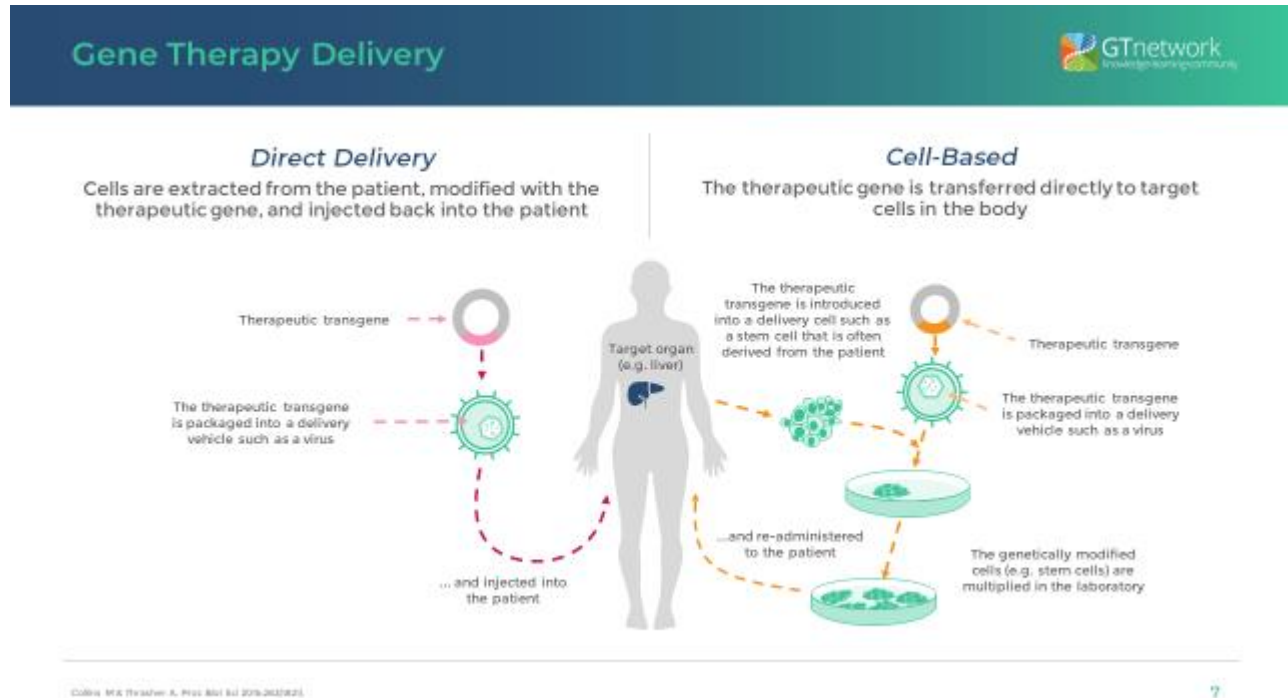 Gene Therapy Delivery
GTnetwork
knowledge•learning•community
Direct Delivery
Cells are extracted from the patient, modified with the
therapeutic gene, and injected back into the patient
Cell-Based
The therapeutic gene is transferred directly to target
cells in the body
Therapeutic transgene
The therapeutic transgene
is packaged into a delivery
vehicle such as a virus
... and injected into
the patient
Target organ
(e.g. liver)
The therapeutic
transgene is introduced
into a delivery cell such as
a stem cell that is often
derived from the patient
Therapeutic transgene
The therapeutic transgene
is packaged into a delivery
vehicle such as a virus
...and re-administered
to the patient
The genetically modified
cells (e.g. stem cells) are
multiplied in the laboratory
Collins M & Thrasher A.
7